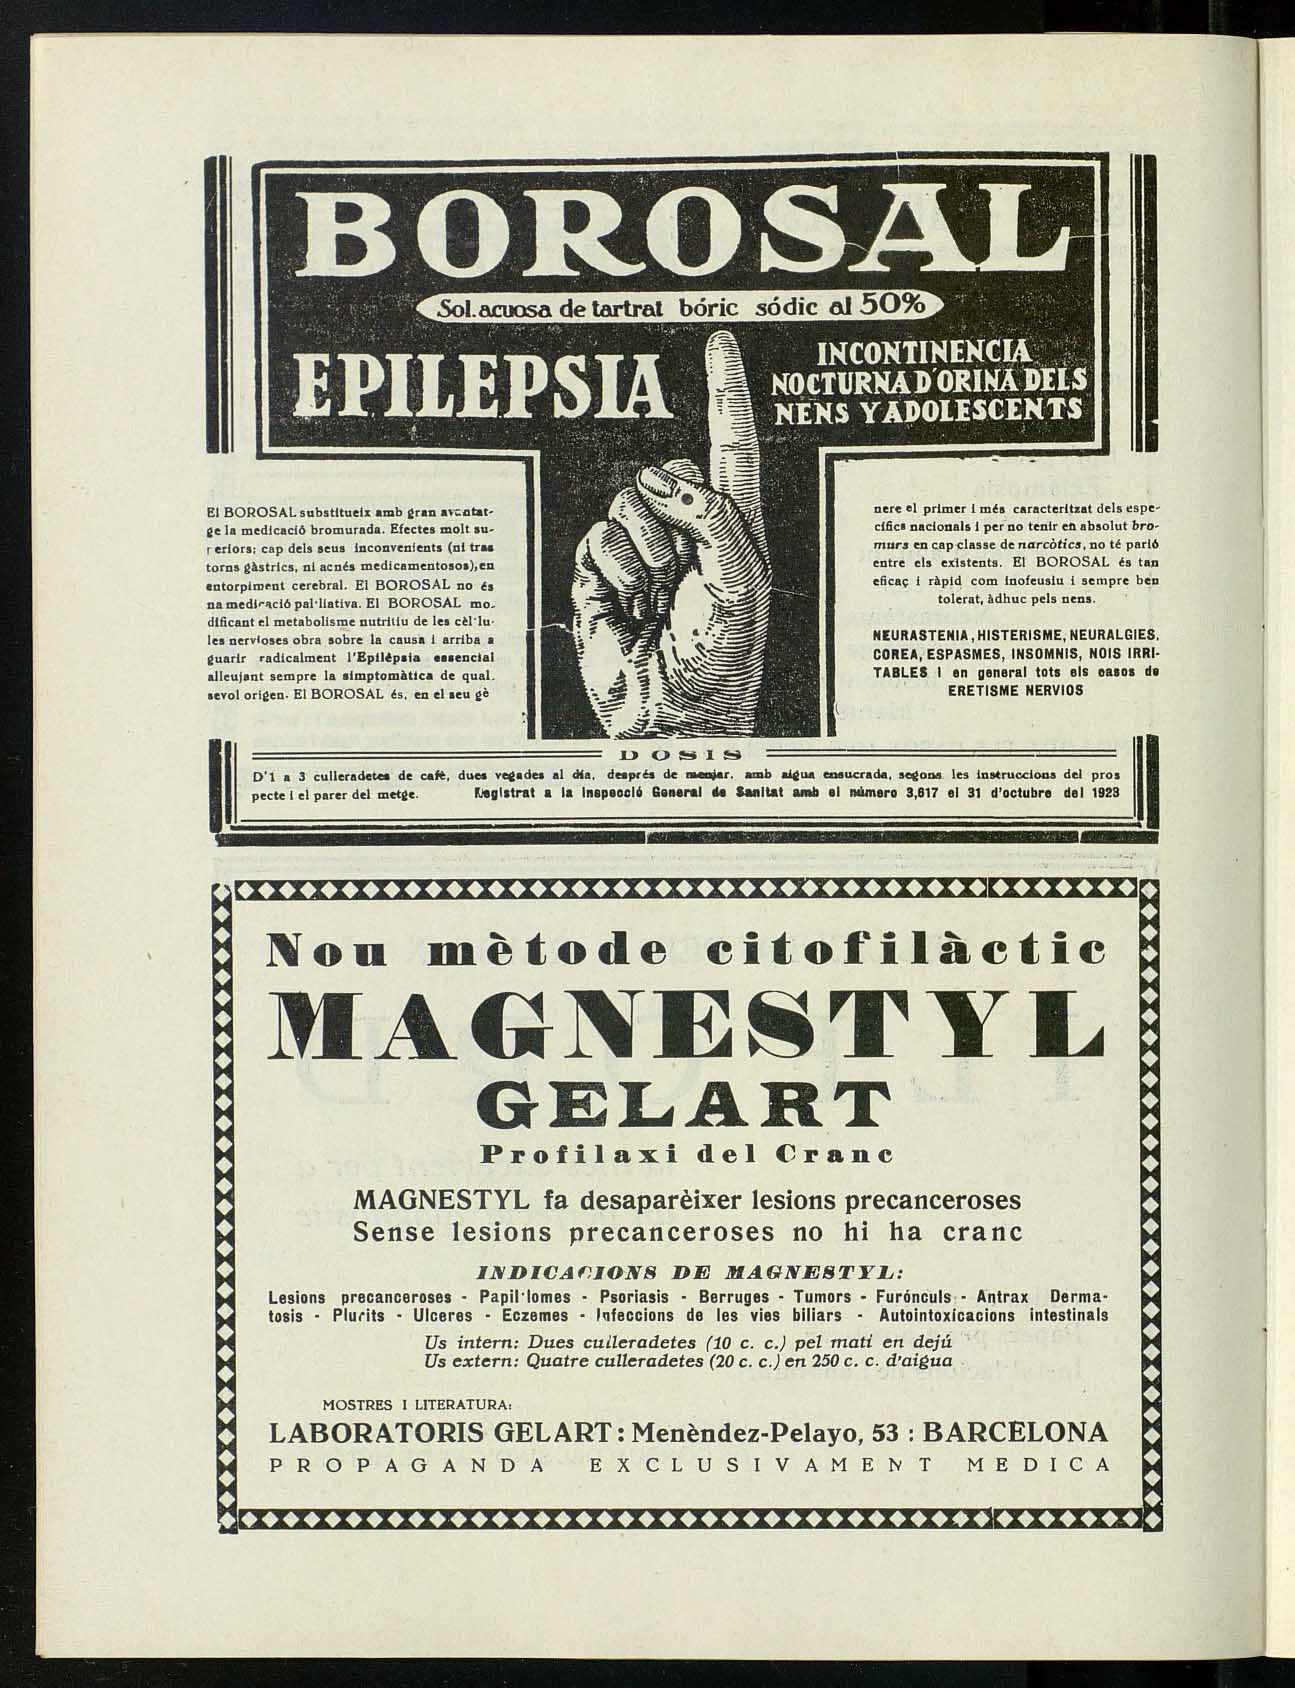 BOROSAL
Sol. acuosa de tartrat bóric sódic al 50%
EPILEPSIA
INCONTINENCIA
NOCTURNA D'ORINA DELS
NENS Y ADOLESCENTS
El BOROSAL substitueix amb gran avantat-
ge la medicació bromurada. Efectes molt su-
reriors; cap dels seus inconvenients (ni tras
torns gàstrics, ni acnés medicamentosos), en
entorpiment cerebral. El BOROSAL no és
na medicació pal·liativa. El BOROSAL mo-
dificant el metabolisme nutritiu de les cèl·lu-
les nervioses obra sobre la causa i arriba a
guarir radicalment l'Epilépsia essencial
alleujant sempre la simptomàtica de qual.
sevol origen. El BOROSAL és, en el seu gè
nere el primer i més caracteritzat dels espe-
cífics nacionals i per no tenir en absolut bro-
murs en cap classe de narcòtics, no té parió
entre els existents. El BOROSAL és tan
eficaç i ràpid com inofeusiu i sempre ben
tolerat, àdhuc pels nens.
NEURASTENIA, HISTERISME, NEURALGIES,
COREA, ESPASMES, INSOMNIS, NOIS IRRI-
TABLES i en general tots els casos de
ERETISME NERVIOS
DOSIS
D'1 a 3 culleradetes de café, dues vegades al día, després de menjar, amb aigua ensucrada, segons les instruccions del pros
pecte i el parer del metge. Registrat a la Inspecció General de Sanitat amb el número 3,617 el 31 d'octubre del 1923
Nou mètode citofilàctic
MAGNESTYL
GELART
Profilaxi del Cranc
MAGNESTYL fa desaparèixer lesions precanceroses
Sense lesions precanceroses no hi ha cranc
INDICACIONS DE MAGNESTYL:
Lesions precanceroses - Papil·lomes - Psoriasis - Berruges - Tumors - Furónculs - Antrax Derma-
tosis - Plurits - Ulceres - Eczemes - Infeccions de les vies biliars - Autointoxicacions intestinals
Us intern: Dues culleradetes (10 c. c.) pel matí en dejú
Us extern: Quatre culleradetes (20 c. c.) en 250 c. c. d'aigua
MOSTRES I LITERATURA:
LABORATORIS GELART: Menèndez-Pelayo, 53 : BARCELONA
PROPAGANDA EXCLUSIVAMENT MEDICA